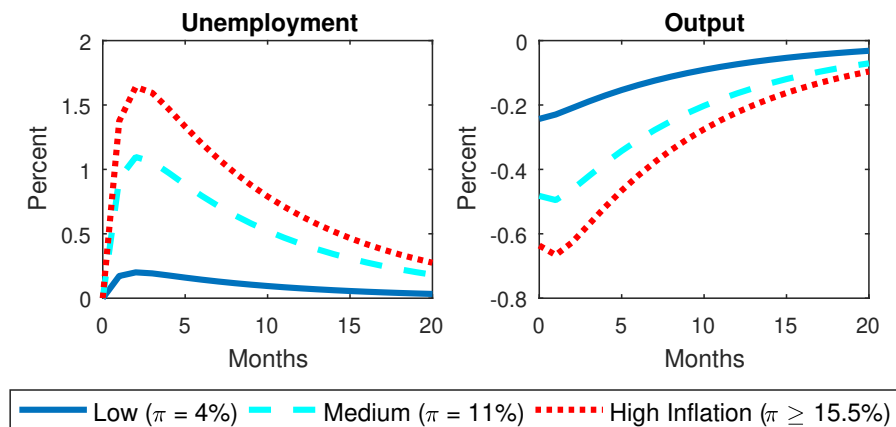 Unemployment
2
1.5
1
0.5
0
Percent
0 5 10 15 20
Months
Output
0
-0.2
-0.4
-0.6
-0.8
Percent
0 5 10 15 20
Months
Low (π = 4%) Medium (π = 11%) High Inflation (π ≥ 15.5%)